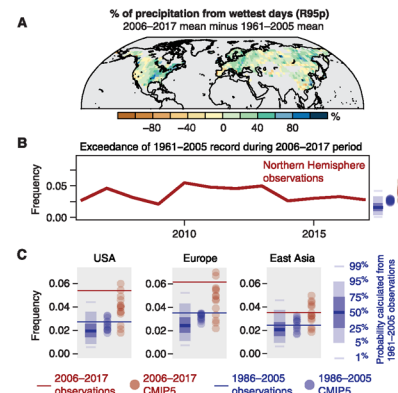 A
% of precipitation from wettest days (R95p)
2006–2017 mean minus 1961–2005 mean
−80 −40 0 40 80 %
B
Exceedance of 1961–2005 record during 2006–2017 period
Northern Hemisphere
observations
Frequency
0.05
0.00
2010 2015
C
USA Europe East Asia
Frequency
0.06 0.06 0.06
0.04 0.04 0.04
0.02 0.02 0.02
0.00 0.00 0.00
99%
95%
75%
50%
25%
5%
1%
Probability calculated from
1961–2005 observations
2006–2017 2006–2017 1986–2005 1986–2005
observations CMIP5 observations CMIP5